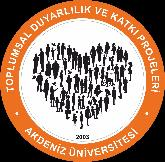 TOPLUMSAL DUYARLILIK VE KATKI PROJELERİ
2003
AKDENİZ ÜNİVERSİTESİ